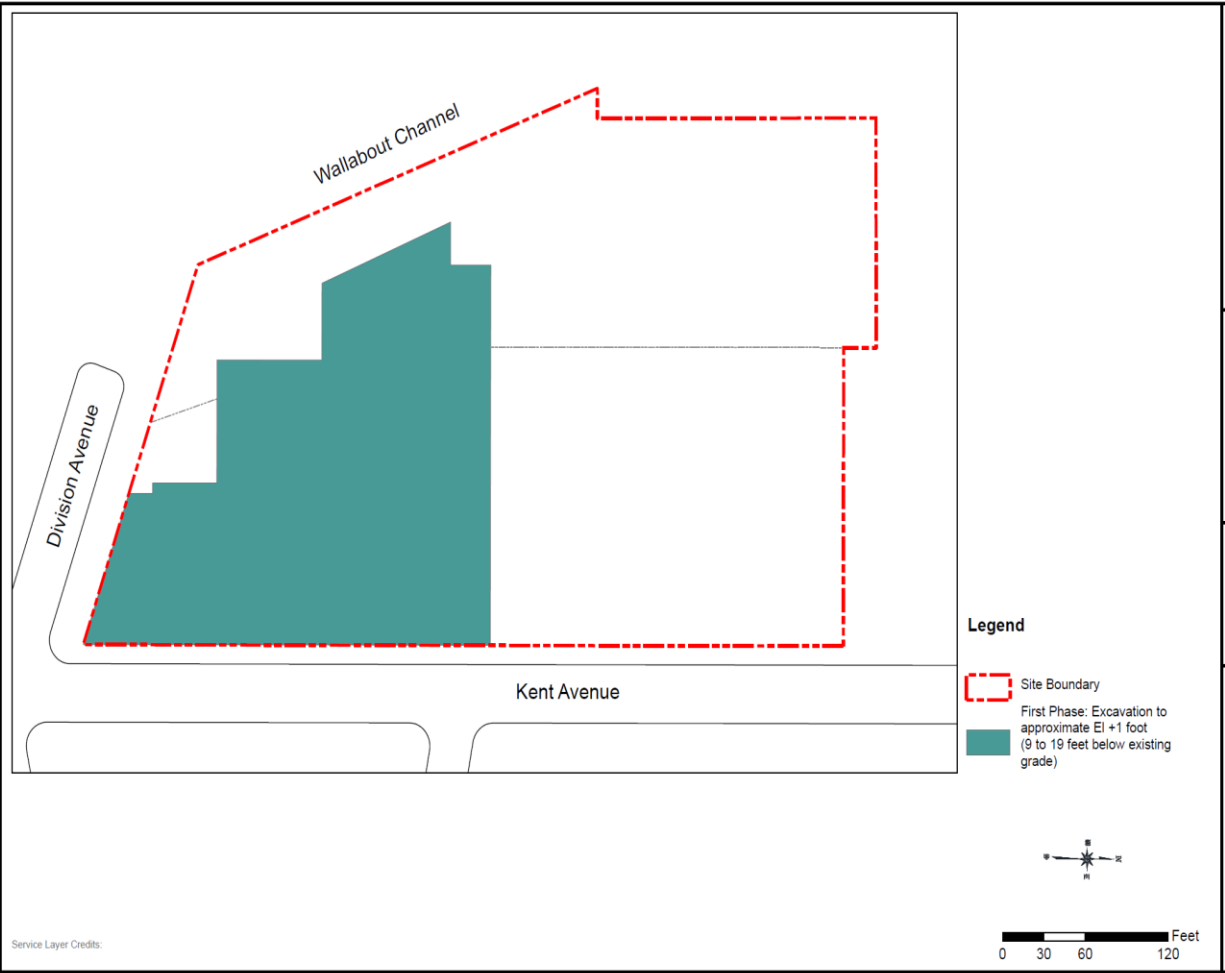 Wallabout Channel
Division Avenue
Kent Avenue
Legend
Site Boundary
First Phase: Excavation to
approximate El +1 foot
(9 to 19 feet below existing
grade)
Feet
0 30 60 120
Service Layer Credits: